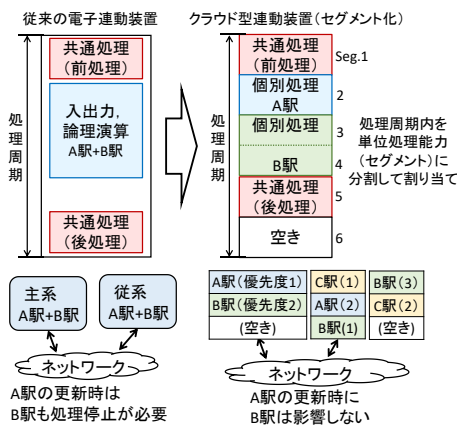 従来の電子連動装置
共通処理
(前処理)
処理周期
入出力,
論理演算
A駅+B駅
共通処理
(後処理)
主系
A駅+B駅
従系
A駅+B駅
ネットワーク
A駅の更新時は
B駅も処理停止が必要
クラウド型連動装置(セグメント化)
処理周期
共通処理
(前処理)
Seg.1
個別処理
A駅
2
個別処理
3
B駅
4
共通処理
(後処理)
5
空き
6
処理周期内を
単位処理能力
(セグメント)に
分割して割り当て
A駅(優先度1)
B駅(優先度2)
(空き)
C駅(1)
A駅(2)
B駅(1)
B駅(3)
C駅(2)
(空き)
ネットワーク
A駅の更新時に
B駅は影響しない